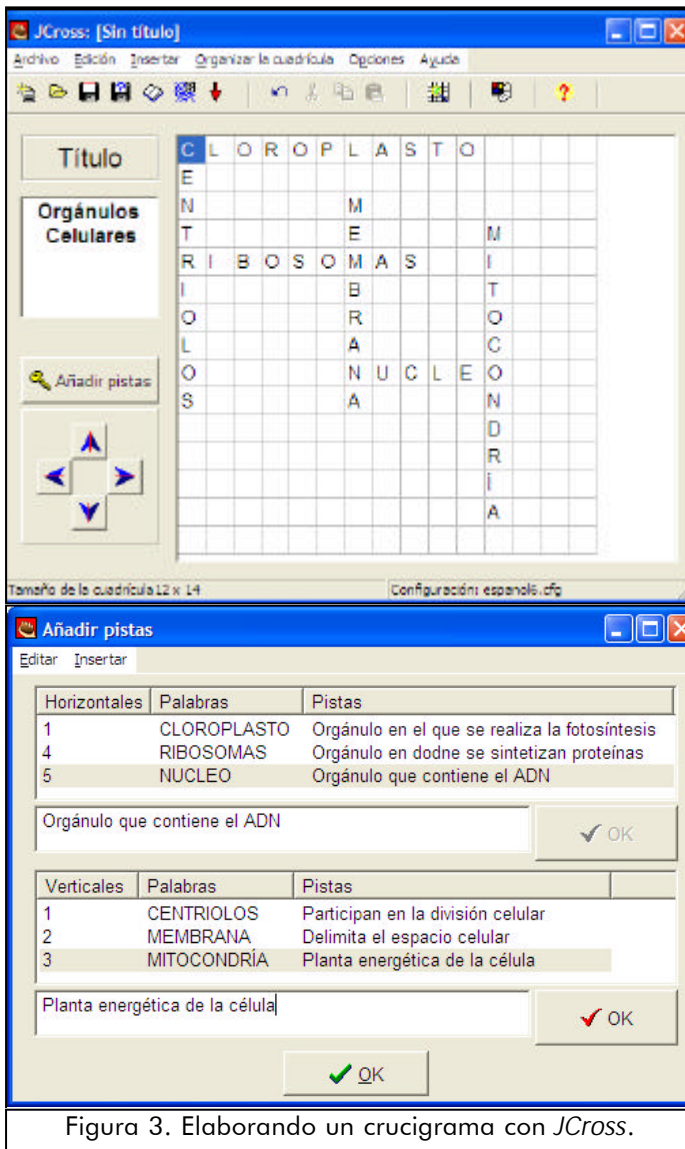 JCross: [Sin título]
Archivo Edición Insertar Organizar la cuadrícula Opciones Ayuda
Título
Orgánulos
Celulares
Añadir pistas
C L O R O P L A S T O
E
N M
T E M
R I B O S O M A S I
I B T
O R O
L A C
O N U C L E O
S A N
D
R
Í
A
Tamaño de la cuadrícula12 x 14 Configuración: espanol6.cfg
Añadir pistas
Editar Insertar
Horizontales Palabras Pistas
1 CLOROPLASTO Orgánulo en el que se realiza la fotosíntesis
4 RIBOSOMAS Orgánulo en dodne se sintetizan proteínas
5 NUCLEO Orgánulo que contiene el ADN
Orgánulo que contiene el ADN
OK
Verticales Palabras Pistas
1 CENTRIOLOS Participan en la división celular
2 MEMBRANA Delimita el espacio celular
3 MITOCONDRÍA Planta energética de la célula
Planta energética de la célula
OK
OK
Figura 3. Elaborando un crucigrama con JCross.